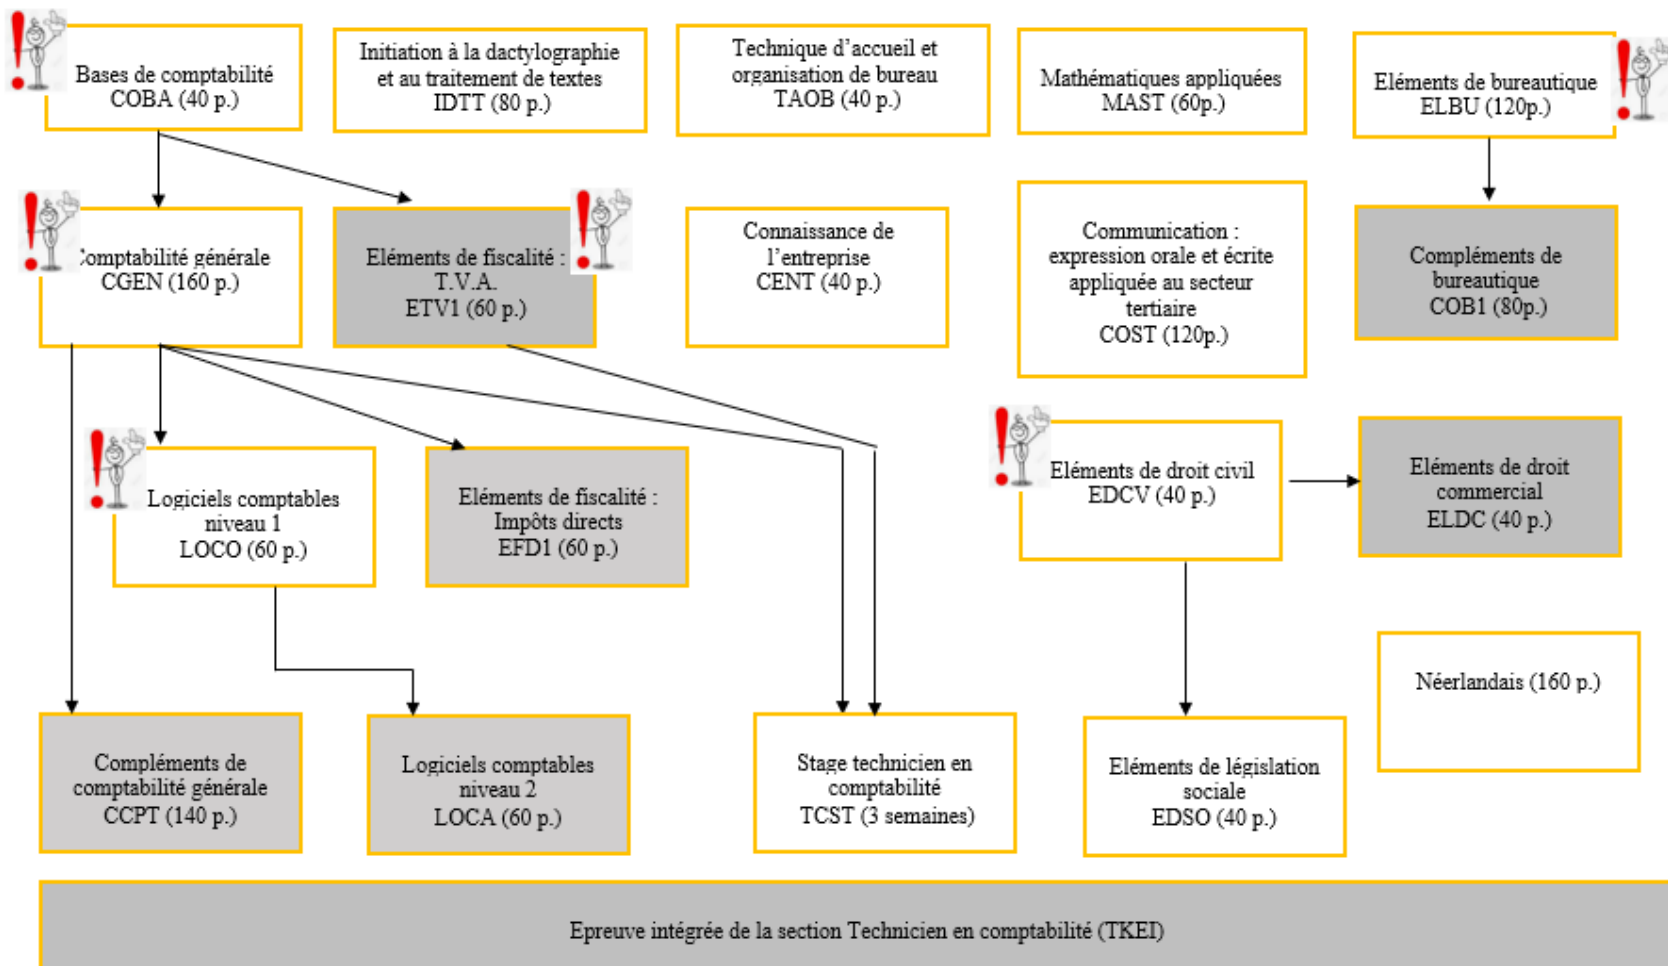 Bases de comptabilité
COBA (40 p.)
Initiation à la dactylographie
et au traitement de textes
IDTT (80 p.)
Technique d’accueil et
organisation de bureau
TAOB (40 p.)
Mathématiques appliquées
MAST (60p.)
Eléments de bureautique
ELBU (120p.)
Comptabilité générale
CGEN (160 p.)
Eléments de fiscalité :
T.V.A.
ETV1 (60 p.)
Connaissance de
l’entreprise
CENT (40 p.)
Communication :
expression orale et écrite
appliquée au secteur
tertiaire
COST (120p.)
Compléments de
bureautique
COB1 (80p.)
Logiciels comptables
niveau 1
LOCO (60 p.)
Eléments de fiscalité :
Impôts directs
EFD1 (60 p.)
Eléments de droit civil
EDCV (40 p.)
Eléments de droit
commercial
ELDC (40 p.)
Néerlandais (160 p.)
Compléments de
comptabilité générale
CCPT (140 p.)
Logiciels comptables
niveau 2
LOCA (60 p.)
Stage technicien en
comptabilité
TCST (3 semaines)
Eléments de législation
sociale
EDSO (40 p.)
Epreuve intégrée de la section Technicien en comptabilité (TKEI)